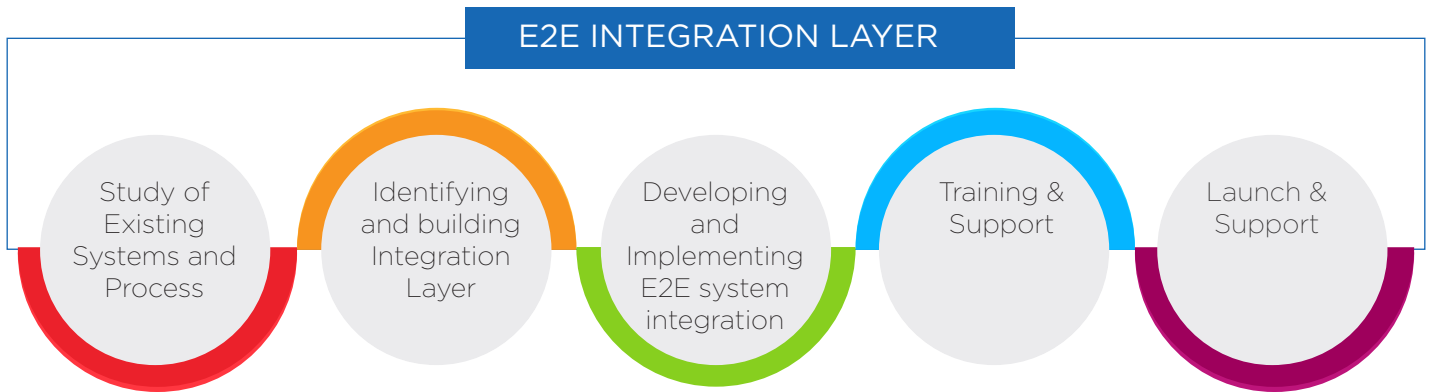 E2E INTEGRATION LAYER
Study of
Existing
Systems and
Process
Identifying
and building
Integration
Layer
Developing
and
Implementing
E2E system
integration
Training &
Support
Launch &
Support